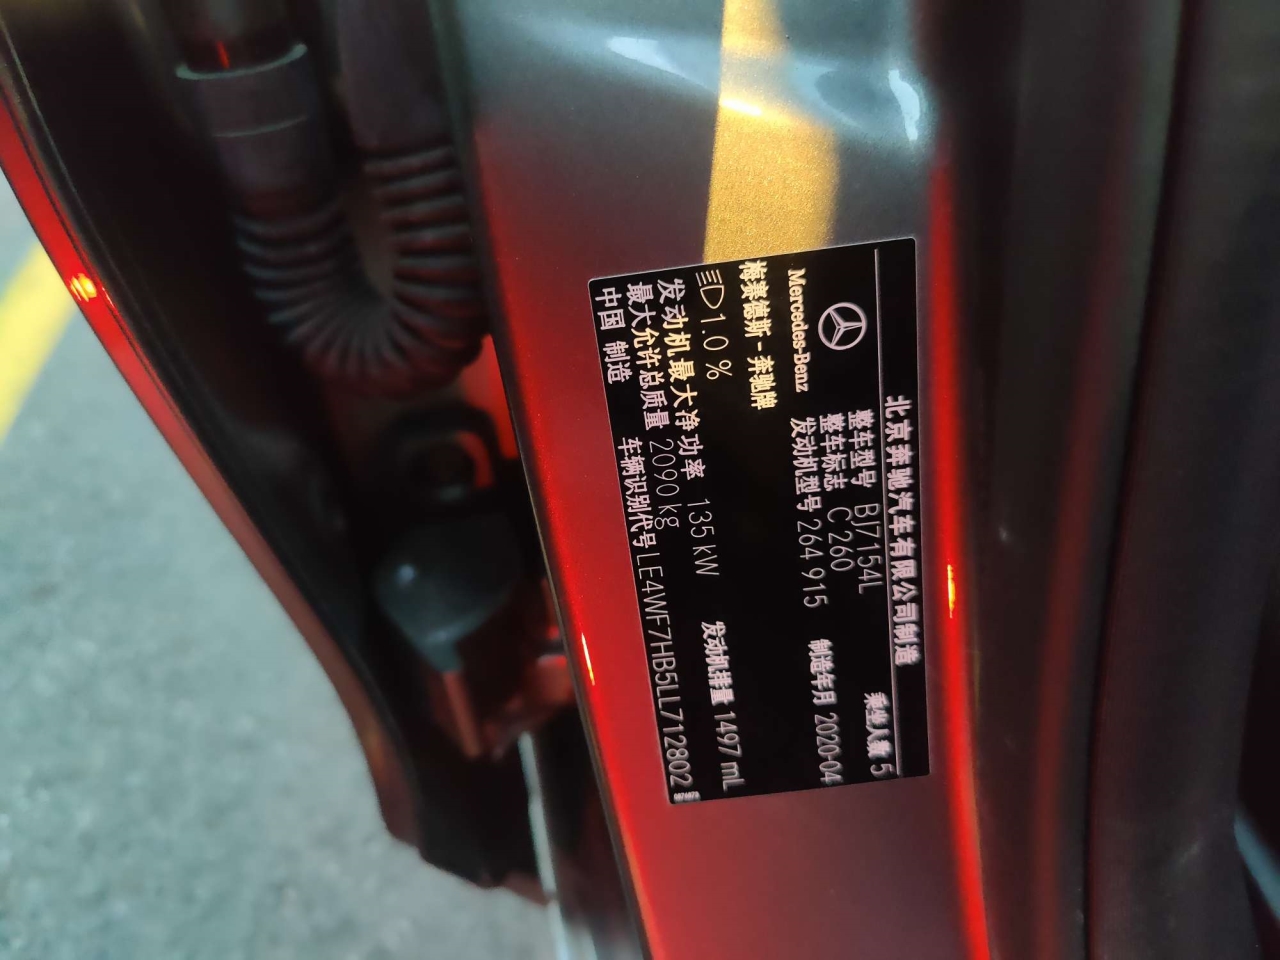 北京奔驰汽车有限公司制造
Mercedes-Benz
整车型号 BJ7154L
乘坐人数 5
整车标志 C 260
发动机型号 264 915
制造年月 2020-04
梅赛德斯-奔驰牌
1.0 %
发动机最大净功率 135 kW
发动机排量 1497 mL
最大允许总质量 2090 kg
中国 制造
车辆识别代号 LE4WF7HB5LL712802